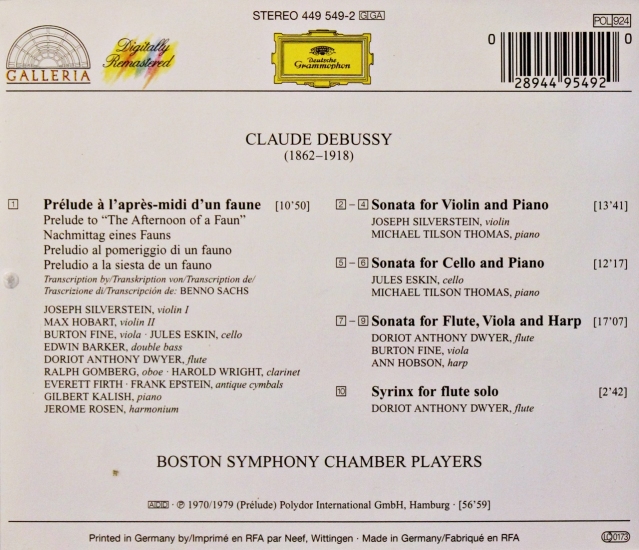 STEREO 449 549-2 G GA
POL 924
GALLERIA
Digitally
Remastered
Deutsche
Grammophon
0
28944 95492
0
CLAUDE DEBUSSY
(1862–1918)
1 Prélude à l'après-midi d'un faune [10'50]
Prelude to "The Afternoon of a Faun"
Nachmittag eines Fauns
Preludio al pomeriggio di un fauno
Preludio a la siesta de un fauno
Transcription by/Transkription von/Transcription de/
Trascrizione di/Transcripción de: BENNO SACHS
JOSEPH SILVERSTEIN, violin I
MAX HOBART, violin II
BURTON FINE, viola · JULES ESKIN, cello
EDWIN BARKER, double bass
DORIOT ANTHONY DWYER, flute
RALPH GOMBERG, oboe · HAROLD WRIGHT, clarinet
EVERETT FIRTH · FRANK EPSTEIN, antique cymbals
GILBERT KALISH, piano
JEROME ROSEN, harmonium
2 – 4 Sonata for Violin and Piano [13'41]
JOSEPH SILVERSTEIN, violin
MICHAEL TILSON THOMAS, piano
5 – 6 Sonata for Cello and Piano [12'17]
JULES ESKIN, cello
MICHAEL TILSON THOMAS, piano
7 – 9 Sonata for Flute, Viola and Harp [17'07]
DORIOT ANTHONY DWYER, flute
BURTON FINE, viola
ANN HOBSON, harp
10 Syrinx for flute solo [2'42]
DORIOT ANTHONY DWYER, flute
BOSTON SYMPHONY CHAMBER PLAYERS
ADD · ℗ 1970/1979 (Prélude) Polydor International GmbH, Hamburg · [56'59]
Printed in Germany by/Imprimé en RFA par Neef, Wittingen · Made in Germany/Fabriqué en RFA
LC 0173